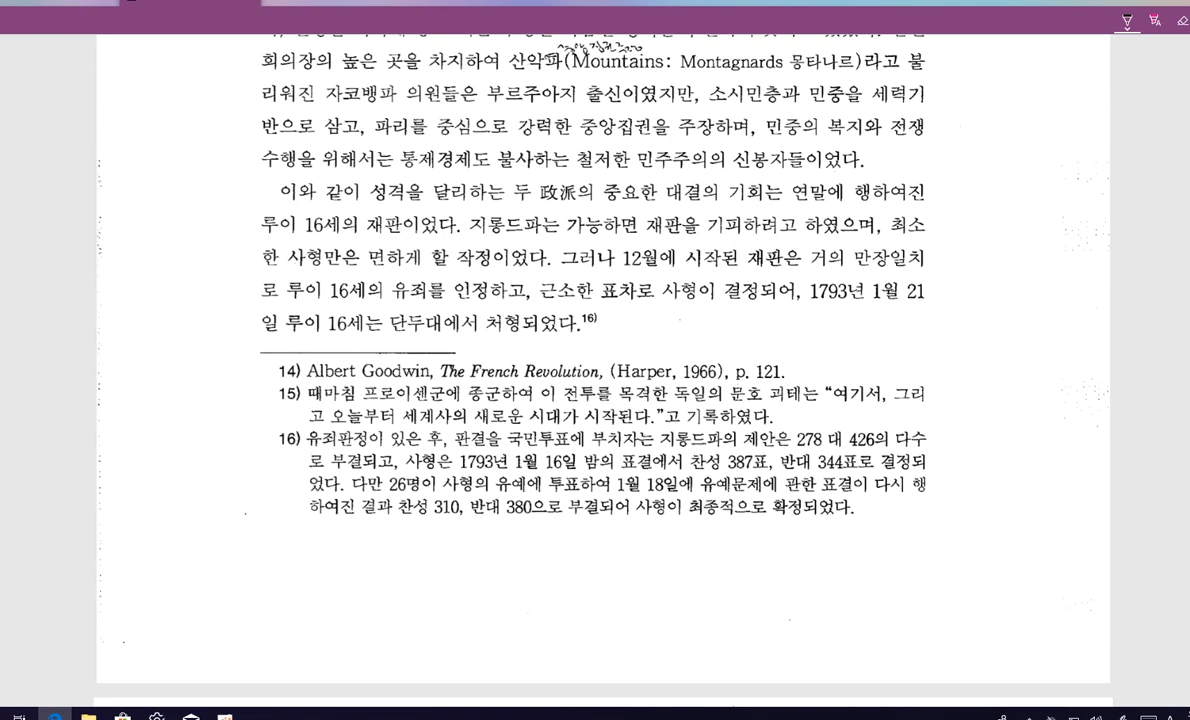 회의장의 높은 곳을 차지하여 산악파(Mountains: Montagnards 몽타나르)라고 불
리워진 자코뱅파 의원들은 부르주아지 출신이였지만, 소시민층과 민중을 세력기
반으로 삼고, 파리를 중심으로 강력한 중앙집권을 주장하며, 민중의 복지와 전쟁
수행을 위해서는 통제경제도 불사하는 철저한 민주주의의 신봉자들이었다.
이와 같이 성격을 달리하는 두 政派의 중요한 대결의 기회는 연말에 행하여진
루이 16세의 재판이었다. 지롱드파는 가능하면 재판을 기피하려고 하였으며, 최소
한 사형만은 면하게 할 작정이었다. 그러나 12월에 시작된 재판은 거의 만장일치
로 루이 16세의 유죄를 인정하고, 근소한 표차로 사형이 결정되어, 1793년 1월 21
일 루이 16세는 단두대에서 처형되었다.16)
14) Albert Goodwin, The French Revolution, (Harper, 1966), p. 121.
15) 때마침 프로이센군에 종군하여 이 전투를 목격한 독일의 문호 괴테는 “여기서, 그리
고 오늘부터 세계사의 새로운 시대가 시작된다.”고 기록하였다.
16) 유죄판정이 있은 후, 판결을 국민투표에 부치자는 지롱드파의 제안은 278 대 426의 다수
로 부결되고, 사형은 1793년 1월 16일 밤의 표결에서 찬성 387표, 반대 344표로 결정되
었다. 다만 26명이 사형의 유예에 투표하여 1월 18일에 유예문제에 관한 표결이 다시 행
하여진 결과 찬성 310, 반대 380으로 부결되어 사형이 최종적으로 확정되었다.